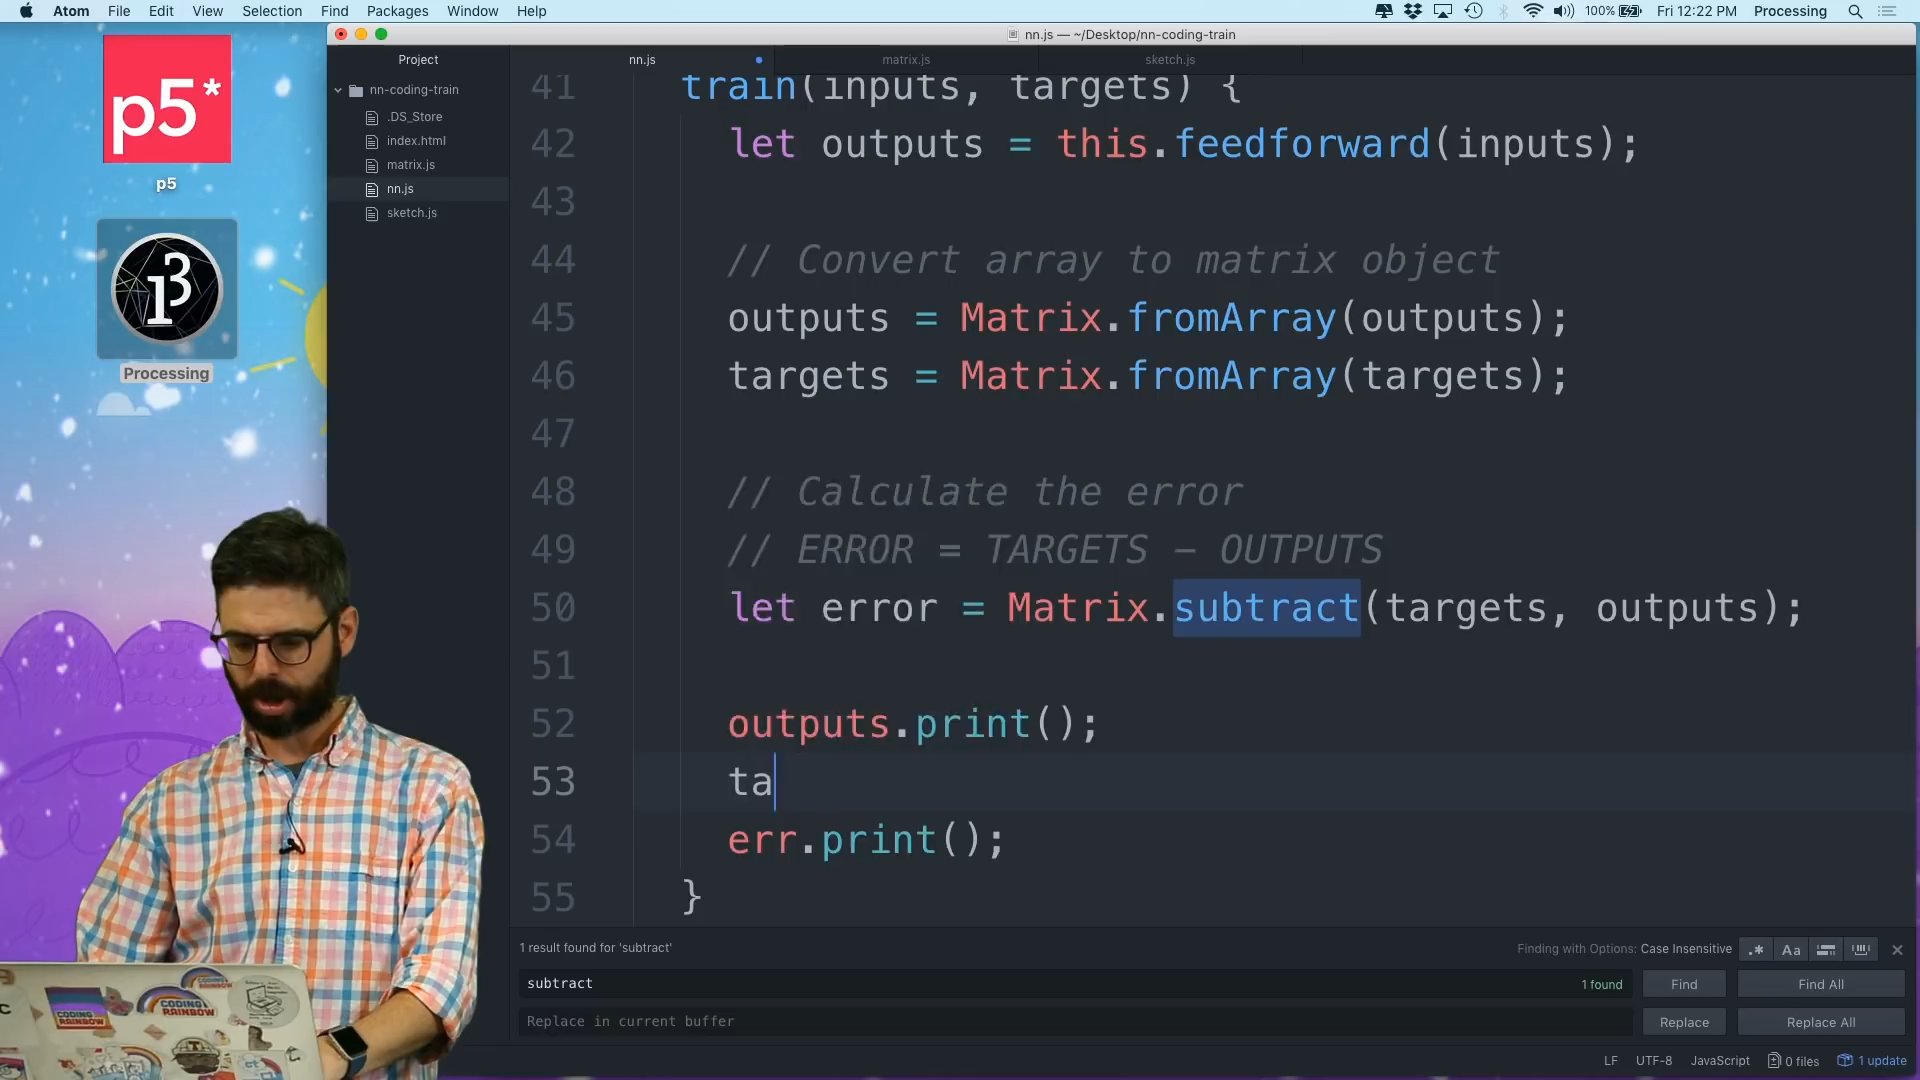 Atom File Edit View Selection Find Packages Window Help
100% Fri 12:22 PM Processing
nn.js — ~/Desktop/nn-coding-train
Project
nn.js
matrix.js
sketch.js
nn-coding-train
.DS_Store
index.html
matrix.js
nn.js
sketch.js
p5*
p5
Processing
41 train(inputs, targets) {
42 let outputs = this.feedforward(inputs);
43
44 // Convert array to matrix object
45 outputs = Matrix.fromArray(outputs);
46 targets = Matrix.fromArray(targets);
47
48 // Calculate the error
49 // ERROR = TARGETS - OUTPUTS
50 let error = Matrix.subtract(targets, outputs);
51
52 outputs.print();
53 ta
54 err.print();
55 }
1 result found for 'subtract'
Finding with Options: Case Insensitive
.* Aa
subtract
1 found
Find
Find All
Replace in current buffer
Replace
Replace All
LF UTF-8 JavaScript 0 files 1 update
CODING RAINBOW
CODING RAINBOW